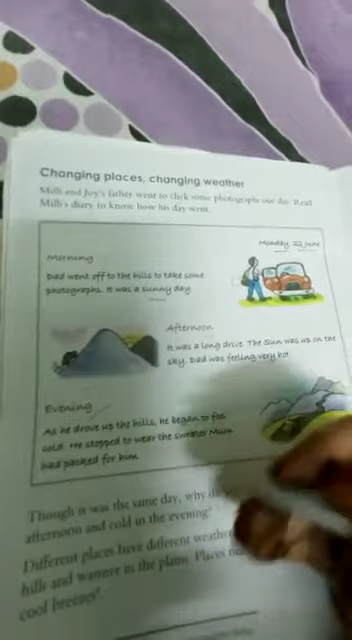 Changing places, changing weather
Milli and Joy's father went to click some photographs one day. Read
Milli's diary to know how his day went.
Monday, 22 June
Morning
Dad went off to the hills to take some
photographs. It was a sunny day.
Afternoon
It was a long drive. The Sun was up on the
sky. Dad was feeling very hot.
Evening
As he drove up the hills, he began to feel
cold. He stopped to wear the sweater Mum
had packed for him.
Though it was the same day, why
afternoon and cold in the evening?
Different places have different weather
hills and warmer in the plains. Places
cool breezes